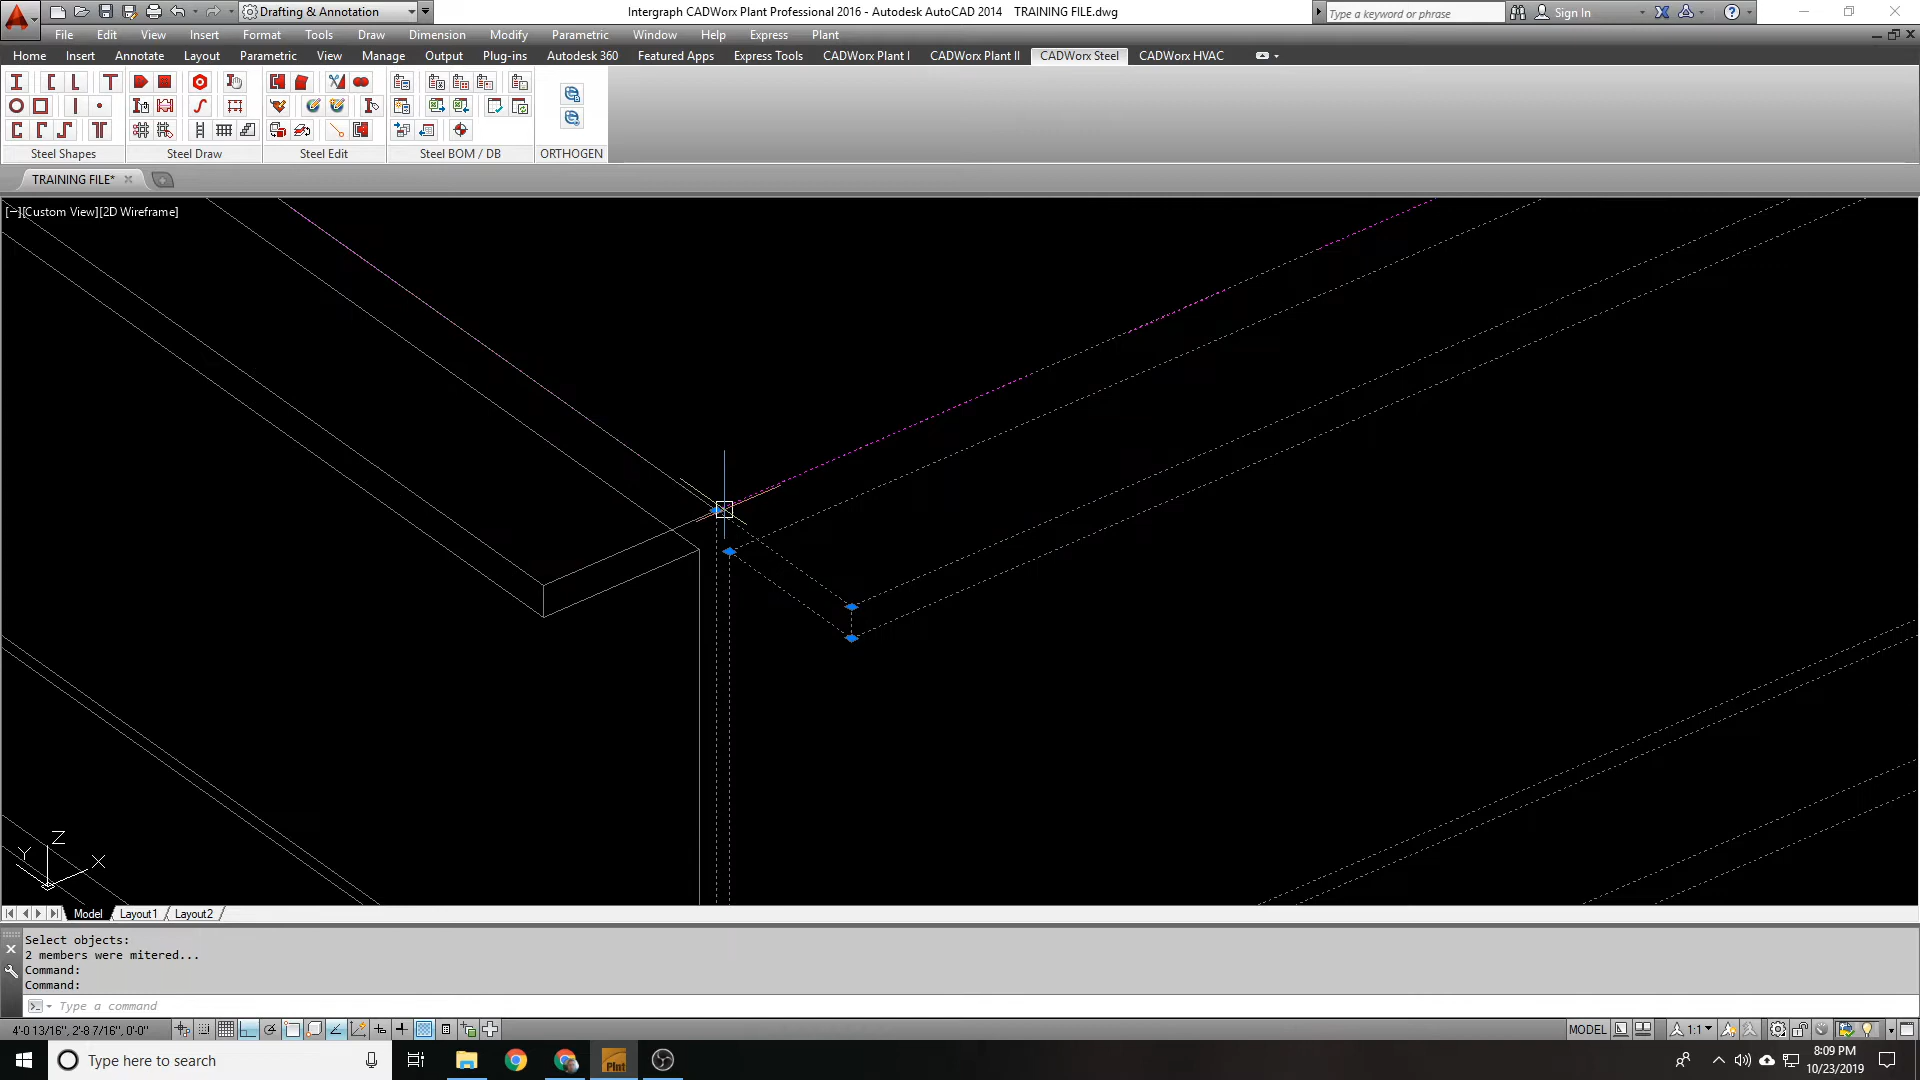 Drafting & Annotation
Intergraph CADWorx Plant Professional 2016 - Autodesk AutoCAD 2014 TRAINING FILE.dwg
Type a keyword or phrase
Sign In
File Edit View Insert Format Tools Draw Dimension Modify Parametric Window Help Express Plant
Home Insert Annotate Layout Parametric View Manage Output Plug-ins Autodesk 360 Featured Apps Express Tools CADWorx Plant I CADWorx Plant II CADWorx Steel CADWorx HVAC
Steel Shapes Steel Draw Steel Edit Steel BOM / DB ORTHOGEN
TRAINING FILE*
[−][Custom View][2D Wireframe]
Z
Y
X
Model Layout1 Layout2
Select objects:
2 members were mitered...
Command:
Command:
Type a command
4'-0 13/16", 2'-8 7/16", 0'-0"
MODEL
1:1
Type here to search
Plnt
8:09 PM
10/23/2019